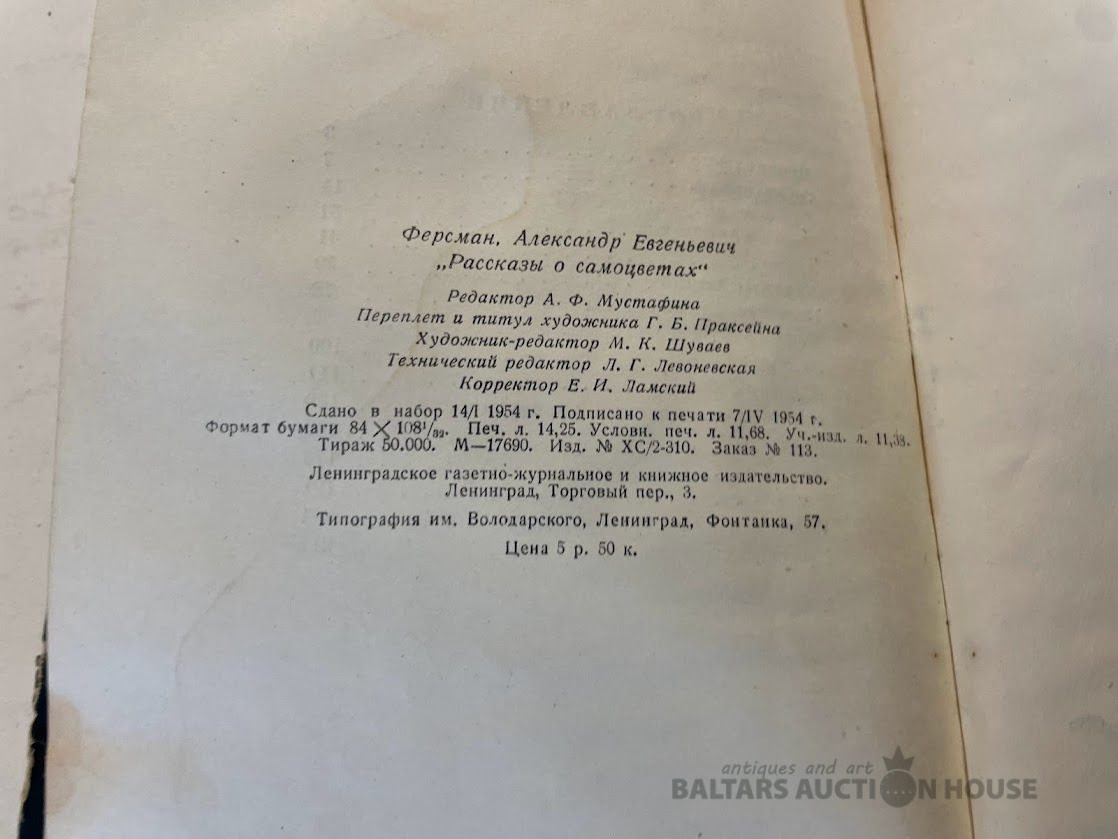 Ферсман, Александр Евгеньевич
„Рассказы о самоцветах“
Редактор А. Ф. Мустафина
Переплет и титул художника Г. Б. Праксейна
Художник-редактор М. К. Шуваев
Технический редактор Л. Г. Левоневская
Корректор Е. И. Ламский
Сдано в набор 14/I 1954 г. Подписано к печати 7/IV 1954 г.
Формат бумаги 84 × 108¹/₃₂. Печ. л. 14,25. Условн. печ. л. 11,68. Уч.-изд. л. 11,38.
Тираж 50.000. М—17690. Изд. № ХС/2-310. Заказ № 113.
Ленинградское газетно-журнальное и книжное издательство.
Ленинград, Торговый пер., 3.
Типография им. Володарского, Ленинград, Фонтанка, 57.
Цена 5 р. 50 к.
antiques and art
BALTARS AUCTION HOUSE